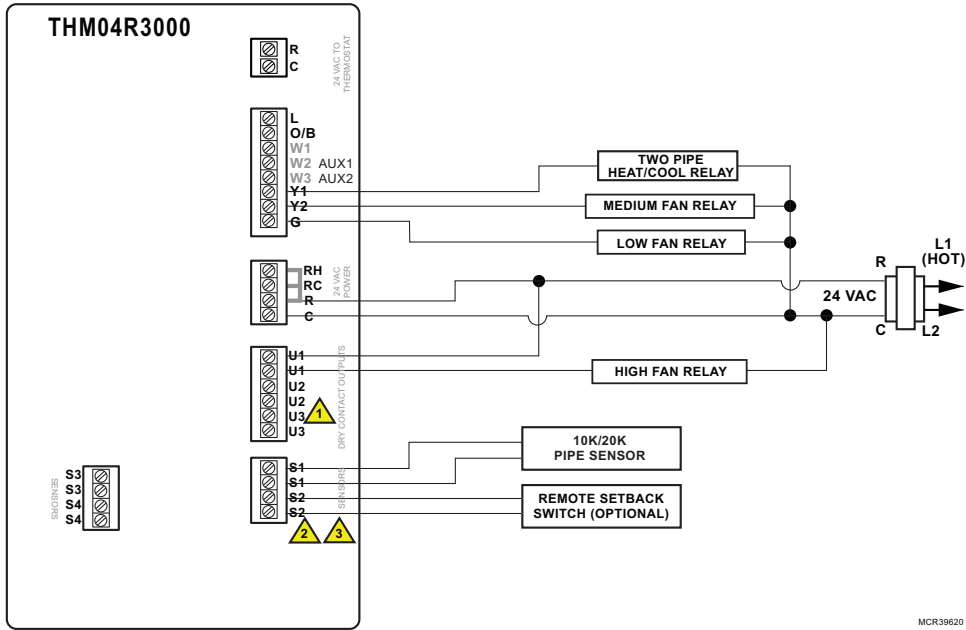 THM04R3000
R
C
24 VAC TO
THERMOSTAT
L
O/B
W1
W2 AUX1
W3 AUX2
Y1
Y2
G
TWO PIPE
HEAT/COOL RELAY
MEDIUM FAN RELAY
LOW FAN RELAY
RH
RC
R
C
24 VAC
POWER
R
L1
(HOT)
24 VAC
C
L2
U1
U1
U2
U2
U3
U3
1
DRY CONTACT OUTPUTS
HIGH FAN RELAY
S1
S1
S2
S2
SENSORS
2
3
10K/20K
PIPE SENSOR
REMOTE SETBACK
SWITCH (OPTIONAL)
SENSORS
S3
S3
S4
S4
MCR39620